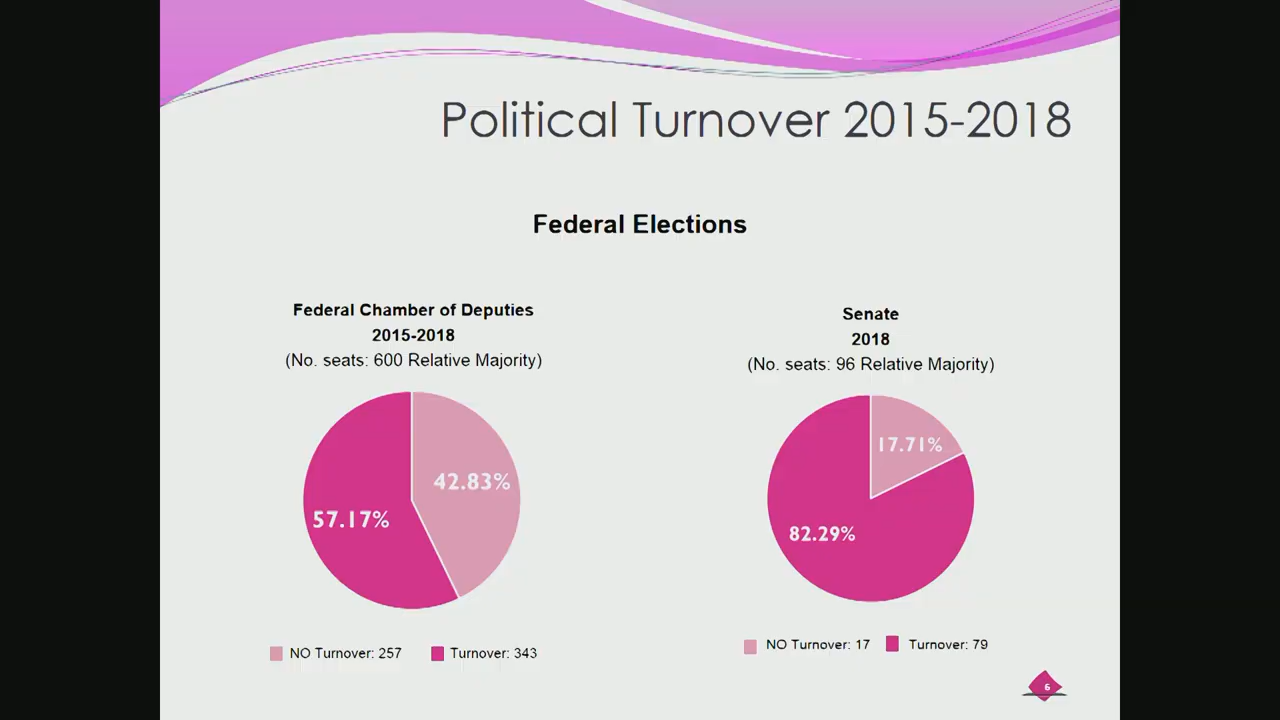 Political Turnover 2015-2018
Federal Elections
Federal Chamber of Deputies
2015-2018
(No. seats: 600 Relative Majority)
42.83%
57.17%
NO Turnover: 257
Turnover: 343
Senate
2018
(No. seats: 96 Relative Majority)
17.71%
82.29%
NO Turnover: 17
Turnover: 79
6